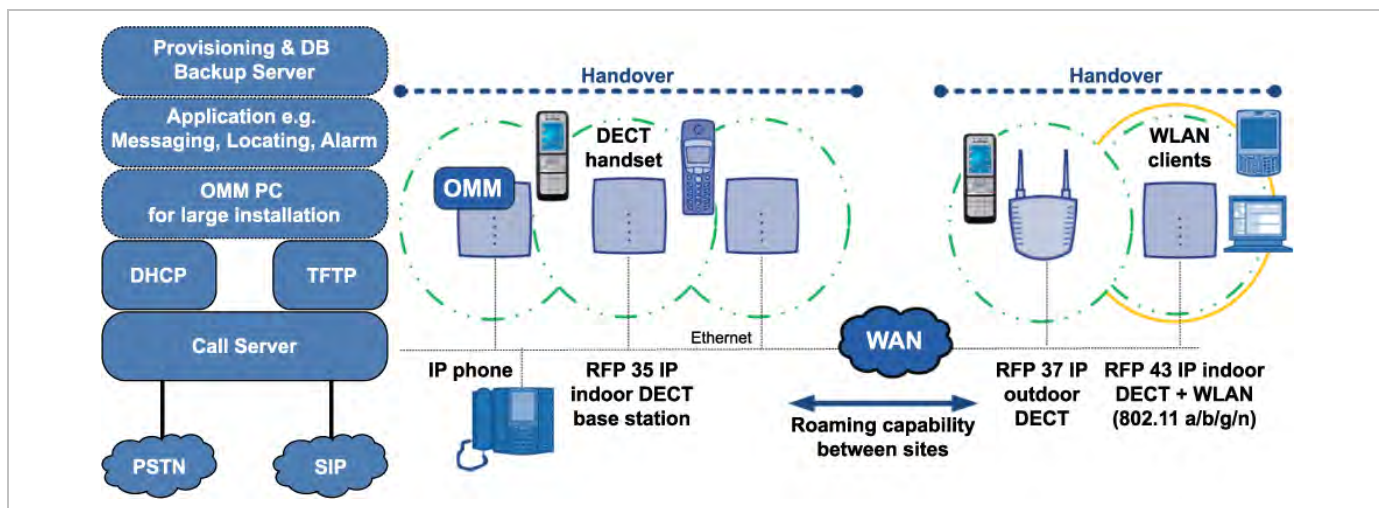 Provisioning & DB
Backup Server
Application e.g.
Messaging, Locating, Alarm
OMM PC
for large installation
DHCP
TFTP
Call Server
PSTN
SIP
Handover
DECT
handset
OMM
Ethernet
IP phone
RFP 35 IP
indoor DECT
base station
WAN
Roaming capability
between sites
Handover
WLAN
clients
RFP 37 IP
outdoor
DECT
RFP 43 IP indoor
DECT + WLAN
(802.11 a/b/g/n)